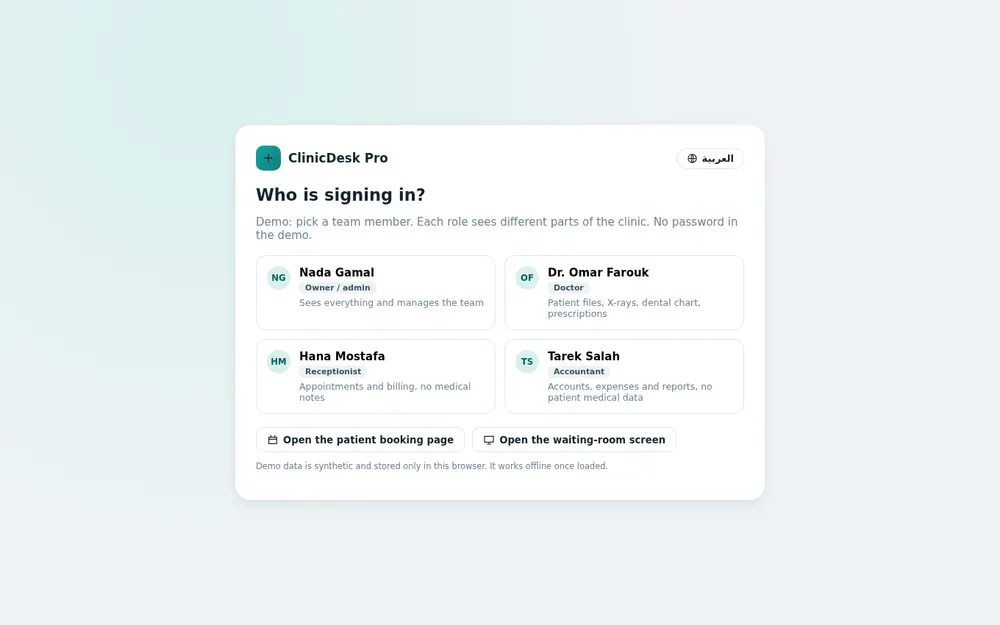 ClinicDesk Pro
العربية
Who is signing in?
Demo: pick a team member. Each role sees different parts of the clinic. No password in
the demo.
NG
Nada Gamal
Owner / admin
Sees everything and manages the team
OF
Dr. Omar Farouk
Doctor
Patient files, X-rays, dental chart,
prescriptions
HM
Hana Mostafa
Receptionist
Appointments and billing, no medical
notes
TS
Tarek Salah
Accountant
Accounts, expenses and reports, no
patient medical data
Open the patient booking page
Open the waiting-room screen
Demo data is synthetic and stored only in this browser. It works offline once loaded.